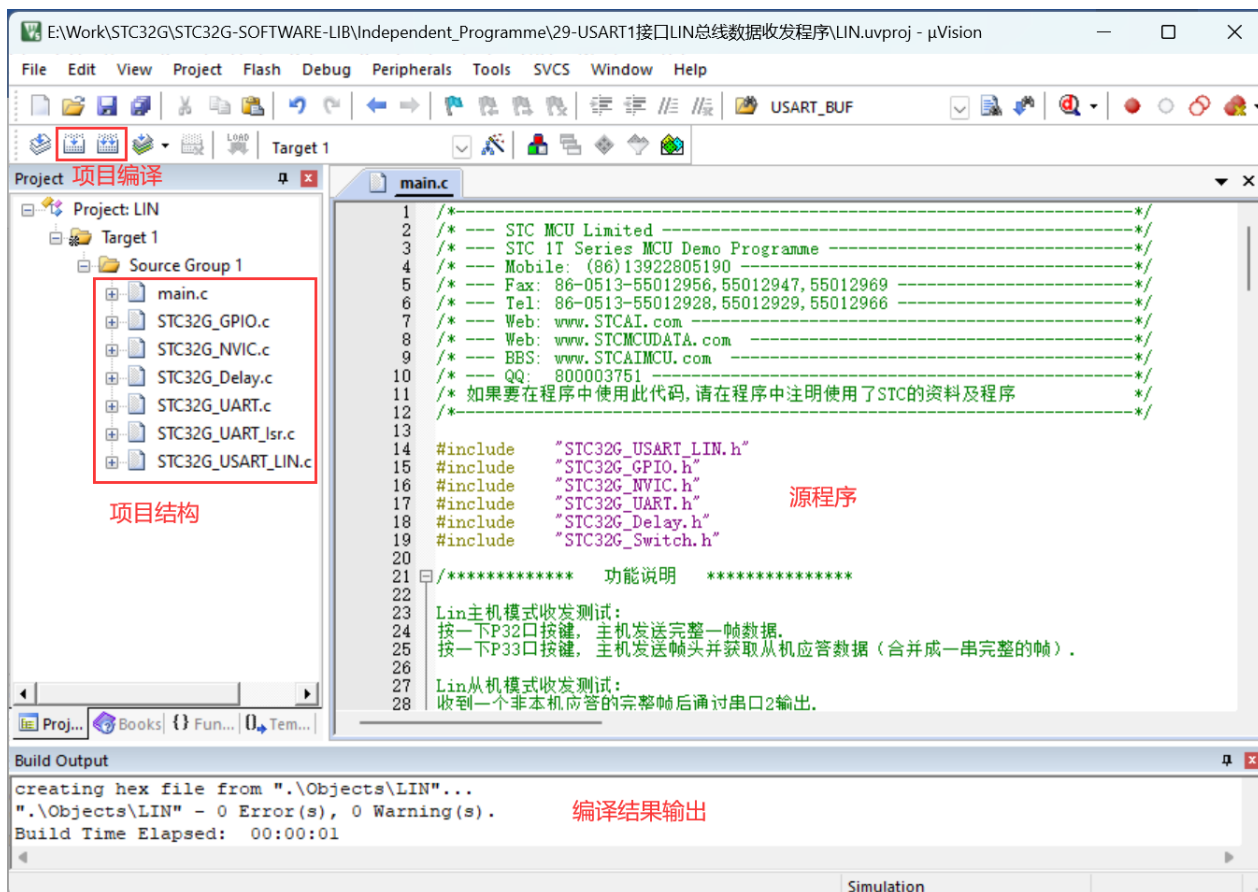 E:\Work\STC32G\STC32G-SOFTWARE-LIB\Independent_Programme\29-USART1接口LIN总线数据收发程序\LIN.uvproj - µVision
File Edit View Project Flash Debug Peripherals Tools SVCS Window Help
USART_BUF
LOAD
Target 1
Project 项目编译
Project: LIN
Target 1
Source Group 1
main.c
STC32G_GPIO.c
STC32G_NVIC.c
STC32G_Delay.c
STC32G_UART.c
STC32G_UART_Isr.c
STC32G_USART_LIN.c
项目结构
Proj... Books {} Fun... Tem...
main.c
1 /*---------------------------------------------------------------------*/
2 /* --- STC MCU Limited ------------------------------------------------*/
3 /* --- STC 1T Series MCU Demo Programme -------------------------------*/
4 /* --- Mobile: (86)13922805190 ----------------------------------------*/
5 /* --- Fax: 86-0513-55012956,55012947,55012969 ------------------------*/
6 /* --- Tel: 86-0513-55012928,55012929,55012966 ------------------------*/
7 /* --- Web: www.STCAI.com ---------------------------------------------*/
8 /* --- Web: www.STCMCUDATA.com ---------------------------------------*/
9 /* --- BBS: www.STCAIMCU.com -----------------------------------------*/
10 /* --- QQ: 800003751 -------------------------------------------------*/
11 /* 如果要在程序中使用此代码,请在程序中注明使用了STC的资料及程序 */
12 /*---------------------------------------------------------------------*/
13
14 #include "STC32G_USART_LIN.h"
15 #include "STC32G_GPIO.h"
16 #include "STC32G_NVIC.h"
17 #include "STC32G_UART.h"
18 #include "STC32G_Delay.h"
19 #include "STC32G_Switch.h"
源程序
20
21 /************* 功能说明 ***************
22
23 Lin主机模式收发测试:
24 按一下P32口按键, 主机发送完整一帧数据.
25 按一下P33口按键, 主机发送帧头并获取从机应答数据(合并成一串完整的帧).
26
27 Lin从机模式收发测试:
28 收到一个非本机应答的完整帧后通过串口2输出.
Build Output
creating hex file from ".\Objects\LIN"...
".\Objects\LIN" - 0 Error(s), 0 Warning(s).
Build Time Elapsed: 00:00:01
编译结果输出
Simulation